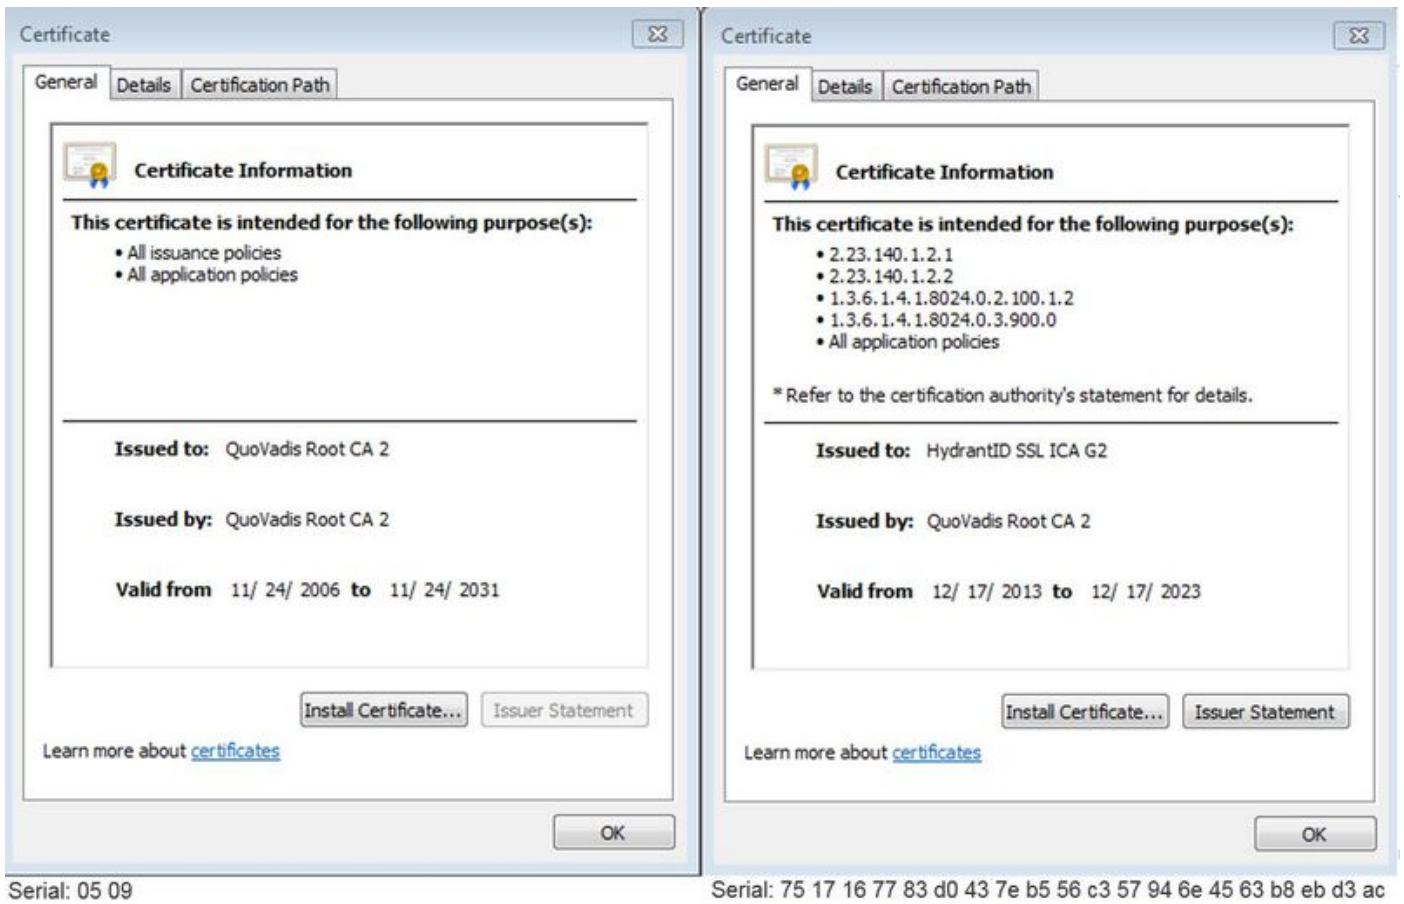 Certificate
General Details Certification Path
Certificate Information
This certificate is intended for the following purpose(s):
• All issuance policies
• All application policies
Issued to: QuoVadis Root CA 2
Issued by: QuoVadis Root CA 2
Valid from 11/ 24/ 2006 to 11/ 24/ 2031
Install Certificate... Issuer Statement
Learn more about certificates
OK
Serial: 05 09
Certificate
General Details Certification Path
Certificate Information
This certificate is intended for the following purpose(s):
• 2.23.140.1.2.1
• 2.23.140.1.2.2
• 1.3.6.1.4.1.8024.0.2.100.1.2
• 1.3.6.1.4.1.8024.0.3.900.0
• All application policies
* Refer to the certification authority's statement for details.
Issued to: HydrantID SSL ICA G2
Issued by: QuoVadis Root CA 2
Valid from 12/ 17/ 2013 to 12/ 17/ 2023
Install Certificate... Issuer Statement
Learn more about certificates
OK
Serial: 75 17 16 77 83 d0 43 7e b5 56 c3 57 94 6e 45 63 b8 eb d3 ac